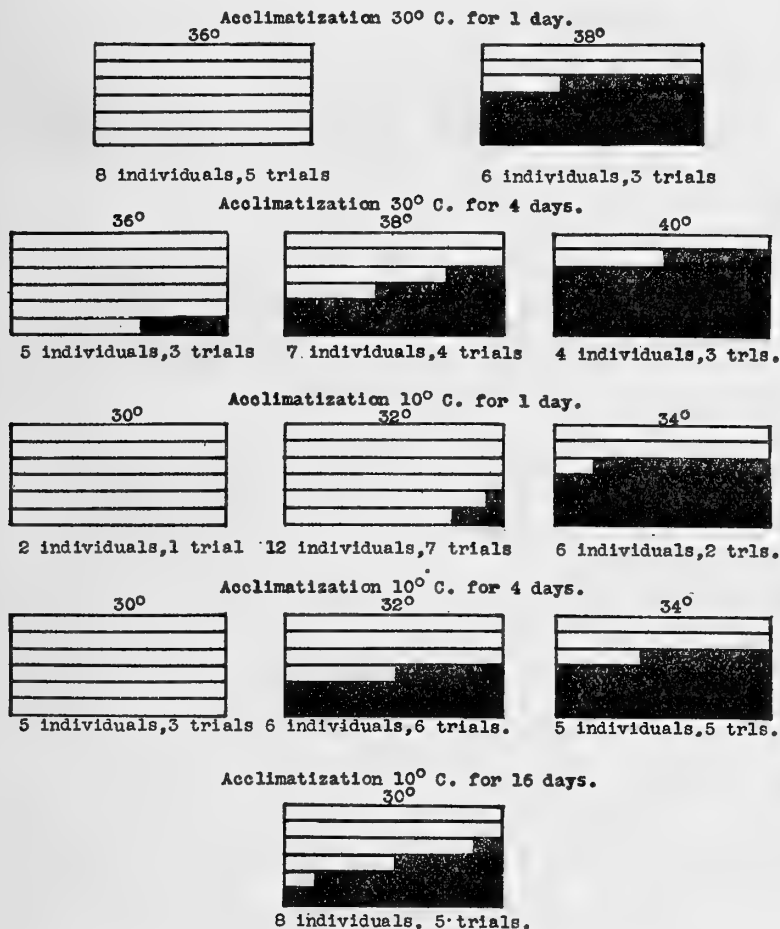 Acclimatization 30° C. for 1 day.
36° 38°
8 individuals,5 trials 6 individuals,3 trials
Acclimatization 30° C. for 4 days.
36° 38° 40°
5 individuals,3 trials 7 individuals,4 trials 4 individuals,3 trls.
Acclimatization 10° C. for 1 day.
30° 32° 34°
2 individuals,1 trial 12 individuals,7 trials 6 individuals,2 trls.
Acclimatization 10° C. for 4 days.
30° 32° 34°
5 individuals,3 trials 6 individuals,6 trials. 5 individuals,5 trls.
Acclimatization 10° C. for 16 days.
30°
8 individuals, 5 trials.